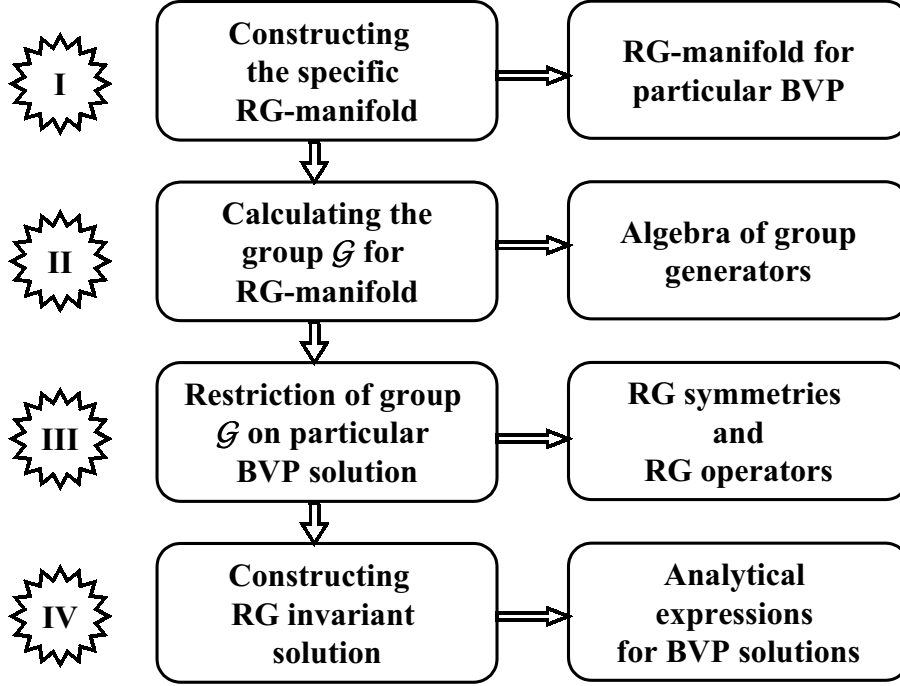 I
Constructing
the specific
RG-manifold
RG-manifold for
particular BVP
II
Calculating the
group 𝒢 for
RG-manifold
Algebra of group
generators
III
Restriction of group
𝒢 on particular
BVP solution
RG symmetries
and
RG operators
IV
Constructing
RG invariant
solution
Analytical
expressions
for BVP solutions